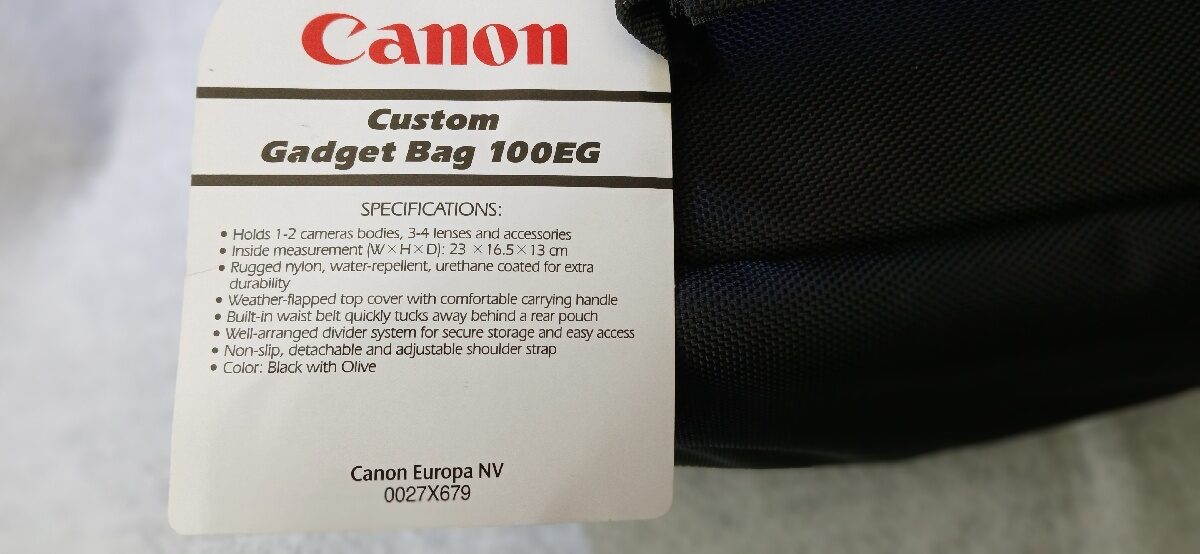 Canon
Custom
Gadget Bag 100EG
SPECIFICATIONS:
• Holds 1-2 cameras bodies, 3-4 lenses and accessories
• Inside measurement (W×H×D): 23 ×16.5×13 cm
• Rugged nylon, water-repellent, urethane coated for extra
durability
• Weather-flapped top cover with comfortable carrying handle
• Built-in waist belt quickly tucks away behind a rear pouch
• Well-arranged divider system for secure storage and easy access
• Non-slip, detachable and adjustable shoulder strap
• Color: Black with Olive
Canon Europa NV
0027X679